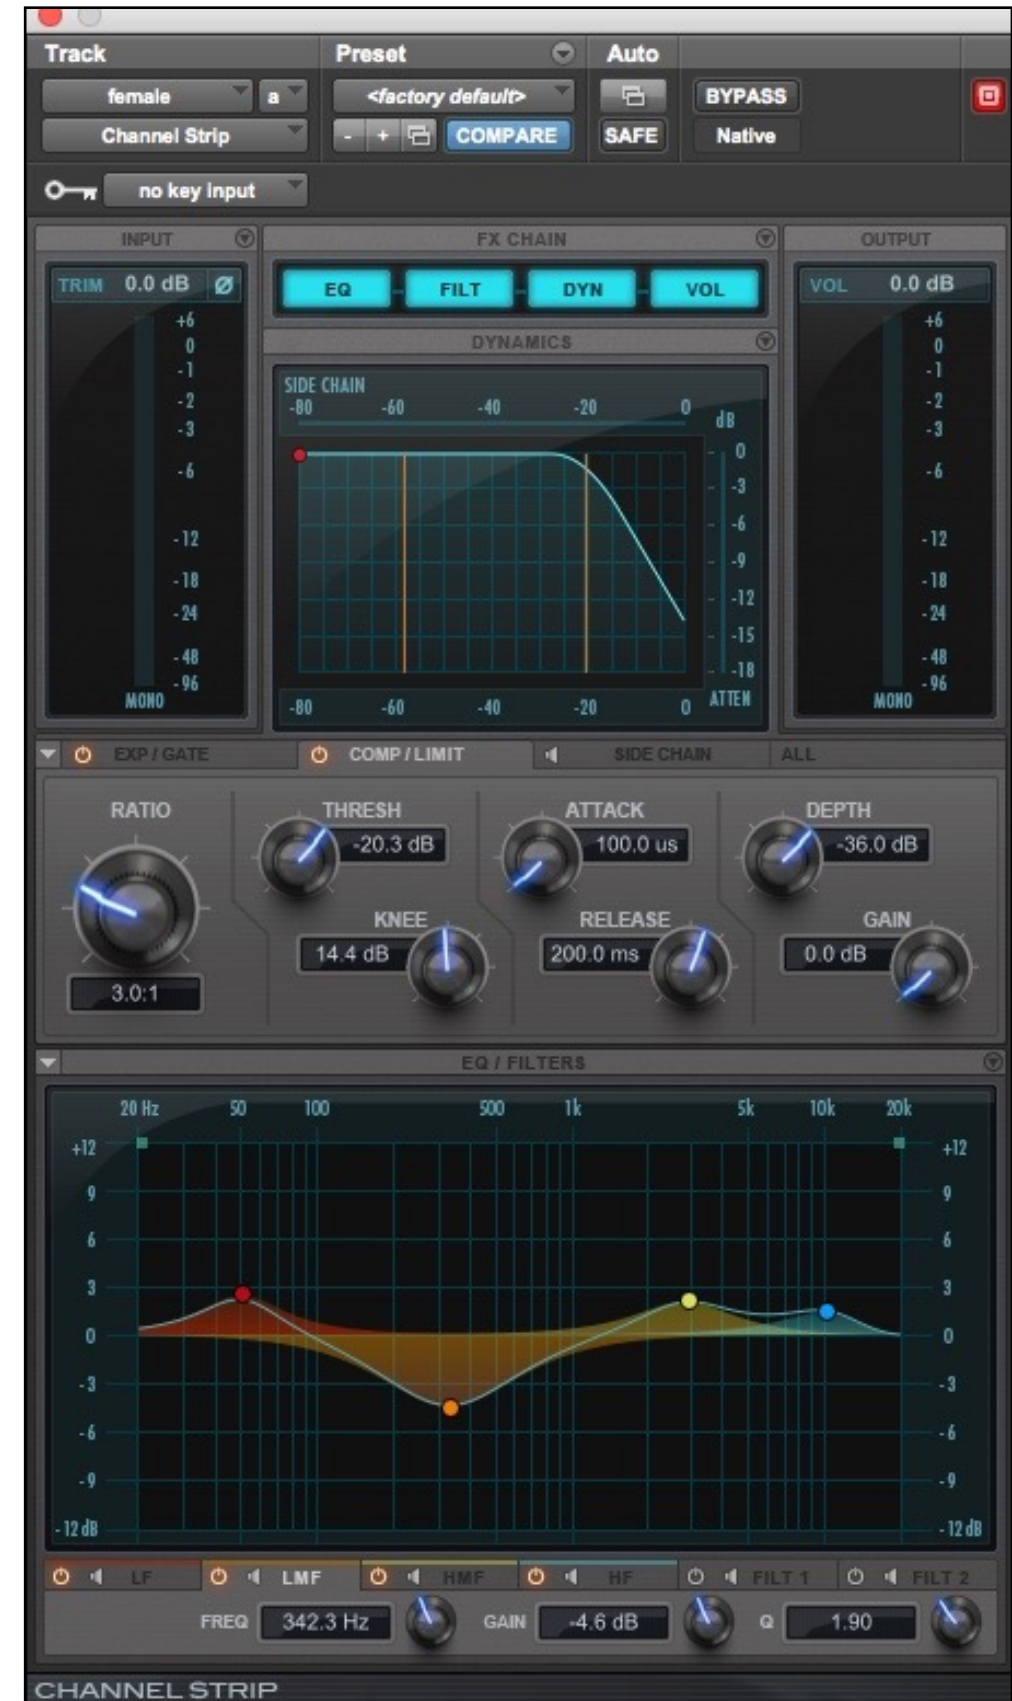 Track Preset Auto
female a <factory default> BYPASS
Channel Strip - + COMPARE SAFE Native
no key input
INPUT FX CHAIN OUTPUT
TRIM 0.0 dB Ø EQ FILT DYN VOL VOL 0.0 dB
DYNAMICS
+6
0
-1
-2
-3
-6
-12
-18
-24
-48
-96
MONO
SIDE CHAIN
-80 -60 -40 -20 0 dB
0
-3
-6
-9
-12
-15
-18
-80 -60 -40 -20 0 ATTEN
+6
0
-1
-2
-3
-6
-12
-18
-24
-48
-96
MONO
EXP / GATE COMP / LIMIT SIDE CHAIN ALL
RATIO THRESH ATTACK DEPTH
-20.3 dB 100.0 us -36.0 dB
KNEE RELEASE GAIN
14.4 dB 200.0 ms 0.0 dB
3.0:1
EQ / FILTERS
20 Hz 50 100 500 1k 5k 10k 20k
+12 +12
9 9
6 6
3 3
0 0
-3 -3
-6 -6
-9 -9
-12 dB -12 dB
LF LMF HMF HF FILT 1 FILT 2
FREQ 342.3 Hz GAIN -4.6 dB Q 1.90
CHANNEL STRIP